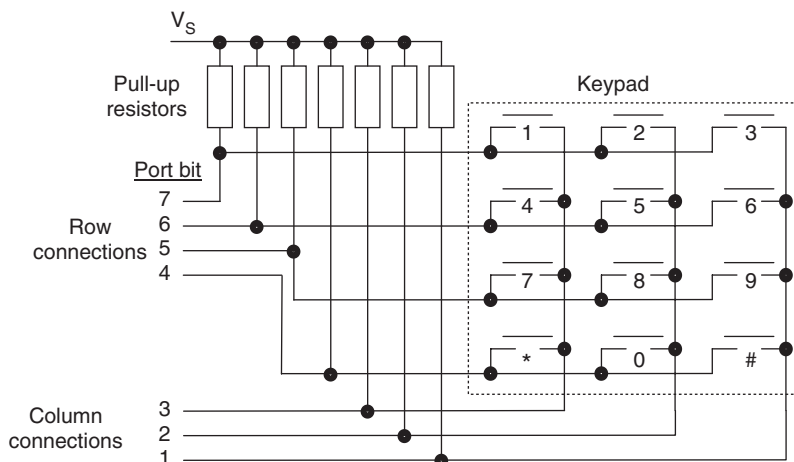 V_S
Pull-up
resistors
Keypad
1 2 3
Port bit
7
6
Row
connections
5
4
4 5 6
7 8 9
* 0 #
Column
connections
3
2
1